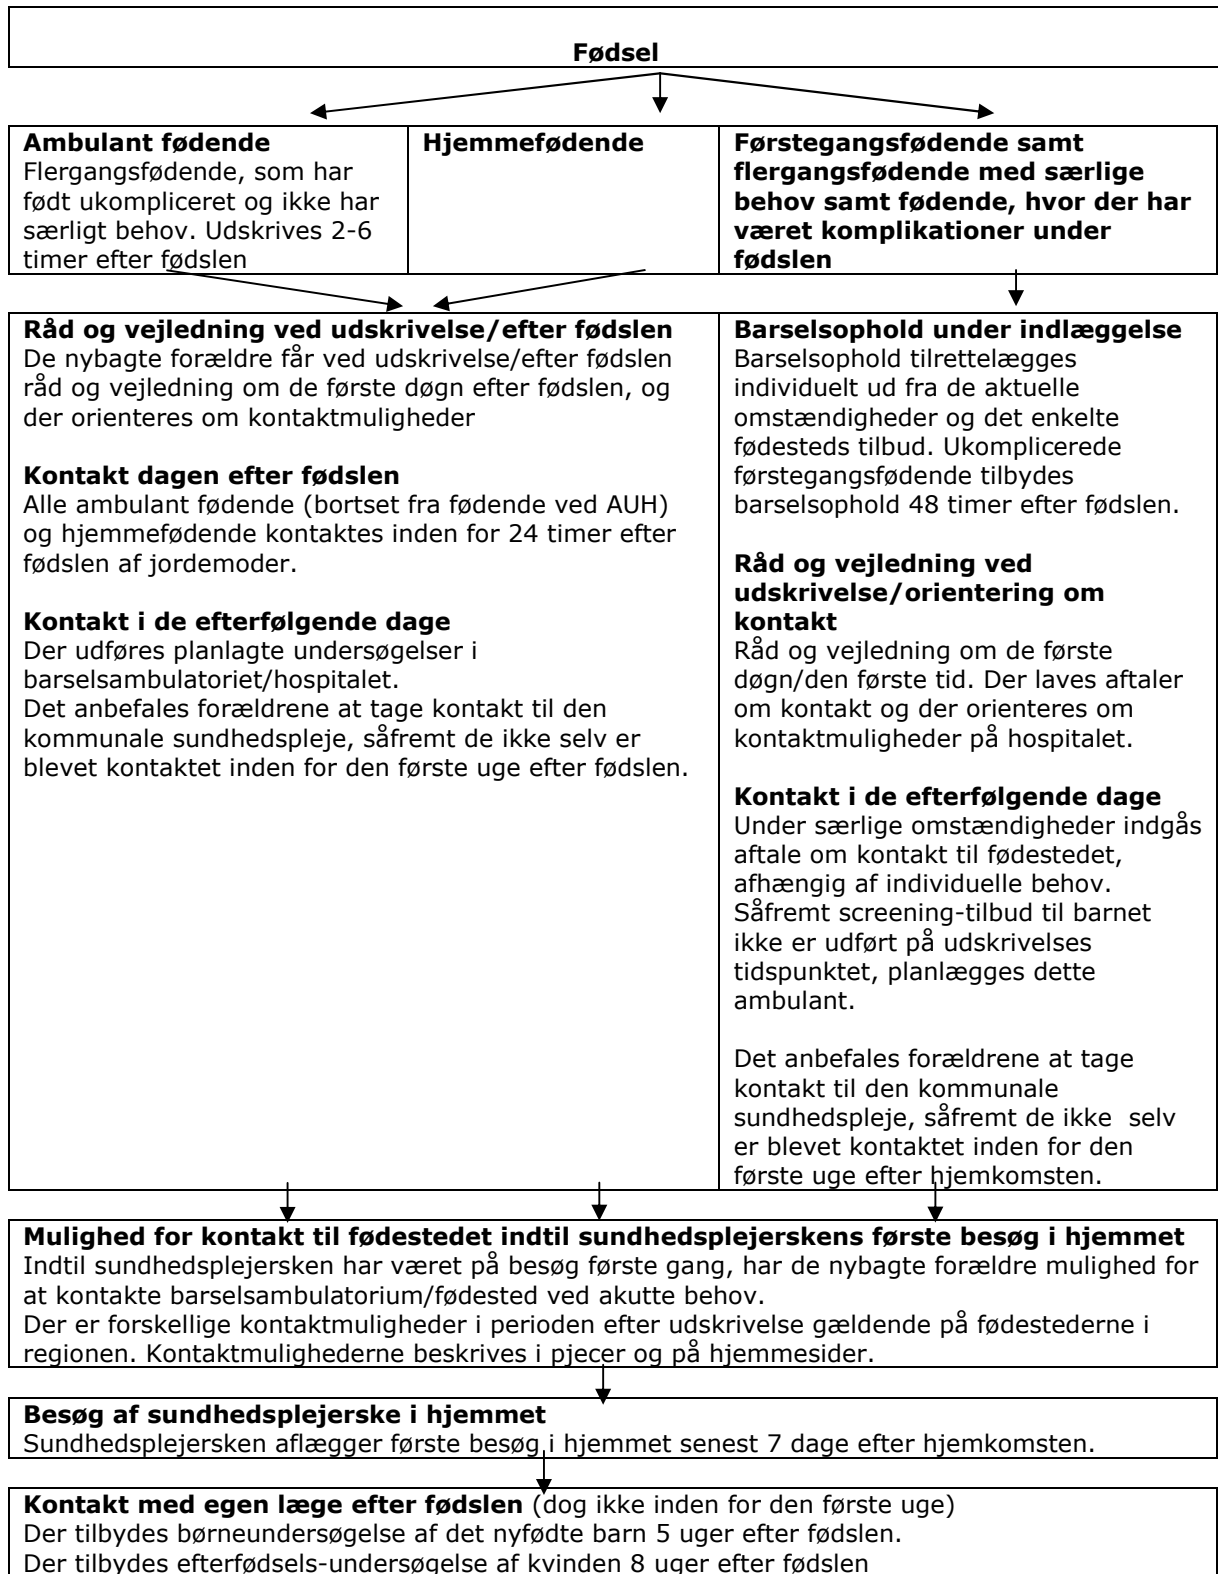 Fødsel
Ambulant fødende
Flergangsfødende, som har
født ukompliceret og ikke har
særligt behov. Udskrives 2-6
timer efter fødslen
Hjemmefødende
Førstegangsfødende samt
flergangsfødende med særlige
behov samt fødende, hvor der har
været komplikationer under
fødslen
Råd og vejledning ved udskrivelse/efter fødslen
De nybagte forældre får ved udskrivelse/efter fødslen
råd og vejledning om de første døgn efter fødslen, og
der orienteres om kontaktmuligheder
Kontakt dagen efter fødslen
Alle ambulant fødende (bortset fra fødende ved AUH)
og hjemmefødende kontaktes inden for 24 timer efter
fødslen af jordemoder.
Kontakt i de efterfølgende dage
Der udføres planlagte undersøgelser i
barselsambulatoriet/hospitalet.
Det anbefales forældrene at tage kontakt til den
kommunale sundhedspleje, såfremt de ikke selv er
blevet kontaktet inden for den første uge efter fødslen.
Barselsophold under indlæggelse
Barselsophold tilrettelægges
individuelt ud fra de aktuelle
omstændigheder og det enkelte
fødesteds tilbud. Ukomplicerede
førstegangsfødende tilbydes
barselsophold 48 timer efter fødslen.
Råd og vejledning ved
udskrivelse/orientering om
kontakt
Råd og vejledning om de første
døgn/den første tid. Der laves aftaler
om kontakt og der orienteres om
kontaktmuligheder på hospitalet.
Kontakt i de efterfølgende dage
Under særlige omstændigheder indgås
aftale om kontakt til fødestedet,
afhængig af individuelle behov.
Såfremt screening-tilbud til barnet
ikke er udført på udskrivelses
tidspunktet, planlægges dette
ambulant.
Det anbefales forældrene at tage
kontakt til den kommunale
sundhedspleje, såfremt de ikke  selv
er blevet kontaktet inden for den
første uge efter hjemkomsten.
Mulighed for kontakt til fødestedet indtil sundhedsplejerskens første besøg i hjemmet
Indtil sundhedsplejersken har været på besøg første gang, har de nybagte forældre mulighed for
at kontakte barselsambulatorium/fødested ved akutte behov.
Der er forskellige kontaktmuligheder i perioden efter udskrivelse gældende på fødestederne i
regionen. Kontaktmulighederne beskrives i pjecer og på hjemmesider.
Besøg af sundhedsplejerske i hjemmet
Sundhedsplejersken aflægger første besøg i hjemmet senest 7 dage efter hjemkomsten.
Kontakt med egen læge efter fødslen (dog ikke inden for den første uge)
Der tilbydes børneundersøgelse af det nyfødte barn 5 uger efter fødslen.
Der tilbydes efterfødsels-undersøgelse af kvinden 8 uger efter fødslen